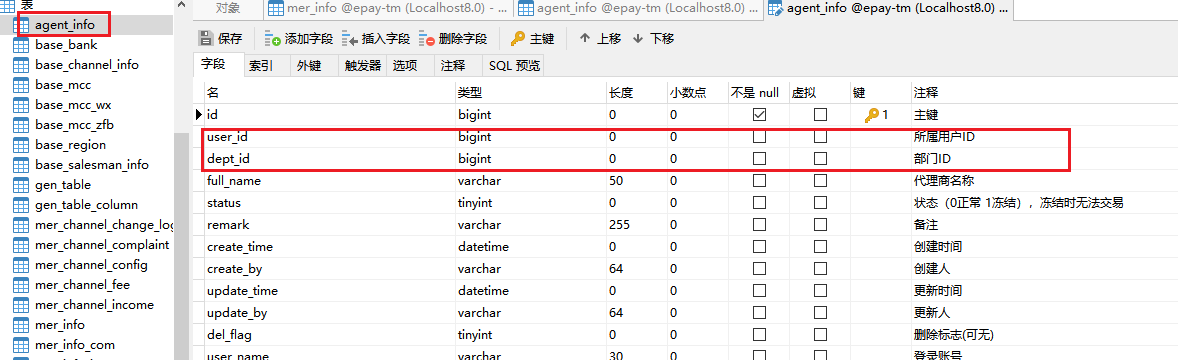 表
agent_info
base_bank
base_channel_info
base_mcc
base_mcc_wx
base_mcc_zfb
base_region
base_salesman_info
gen_table
gen_table_column
mer_channel_change_log
mer_channel_complaint
mer_channel_config
mer_channel_fee
mer_channel_income
mer_info
mer_info_com
对象 mer_info @epay-tm (Localhost8.0) - ... agent_info @epay-tm (Localhost8.0) ... agent_info @epay-tm (Localhost8.0) ...
保存 添加字段 插入字段 删除字段 主键 上移 下移
字段 索引 外键 触发器 选项 注释 SQL 预览
名 类型 长度 小数点 不是 null 虚拟 键 注释
id bigint 0 0 1 主键
user_id bigint 0 0 所属用户ID
dept_id bigint 0 0 部门ID
full_name varchar 50 0 代理商名称
status tinyint 0 0 状态（0正常 1冻结），冻结时无法交易
remark varchar 255 0 备注
create_time datetime 0 0 创建时间
create_by varchar 64 0 创建人
update_time datetime 0 0 更新时间
update_by varchar 64 0 更新人
del_flag tinyint 0 0 删除标志(可无)
user_name varchar 30 0 登录账号